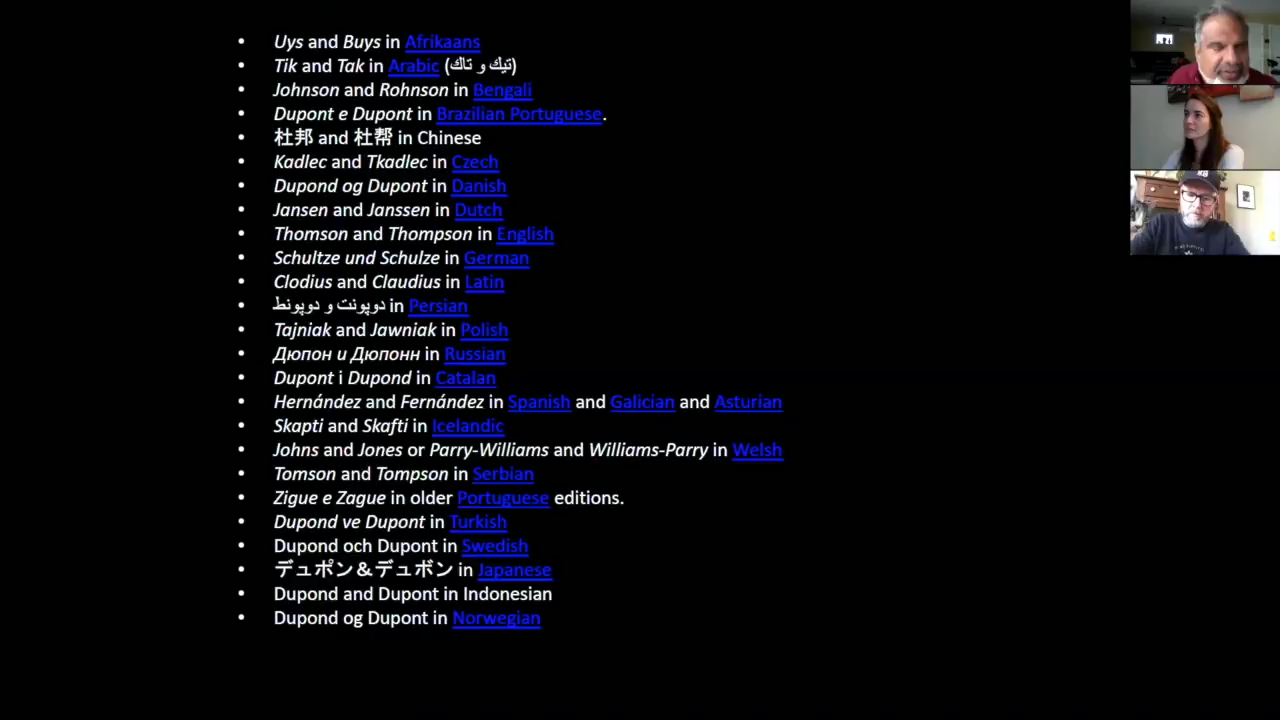 • Uys and Buys in Afrikaans
• Tik and Tak in Arabic (تيك و تاك)
• Johnson and Rohnson in Bengali
• Dupont e Dupont in Brazilian Portuguese.
• 杜邦 and 杜帮 in Chinese
• Kadlec and Tkadlec in Czech
• Dupond og Dupont in Danish
• Jansen and Janssen in Dutch
• Thomson and Thompson in English
• Schultze und Schulze in German
• Clodius and Claudius in Latin
• دوپونت و دوپونط in Persian
• Tajniak and Jawniak in Polish
• Дюпон и Дюпонн in Russian
• Dupont i Dupond in Catalan
• Hernández and Fernández in Spanish and Galician and Asturian
• Skapti and Skafti in Icelandic
• Johns and Jones or Parry-Williams and Williams-Parry in Welsh
• Tomson and Tompson in Serbian
• Zigue e Zague in older Portuguese editions.
• Dupond ve Dupont in Turkish
• Dupond och Dupont in Swedish
• デュポン＆デュボン in Japanese
• Dupond and Dupont in Indonesian
• Dupond og Dupont in Norwegian